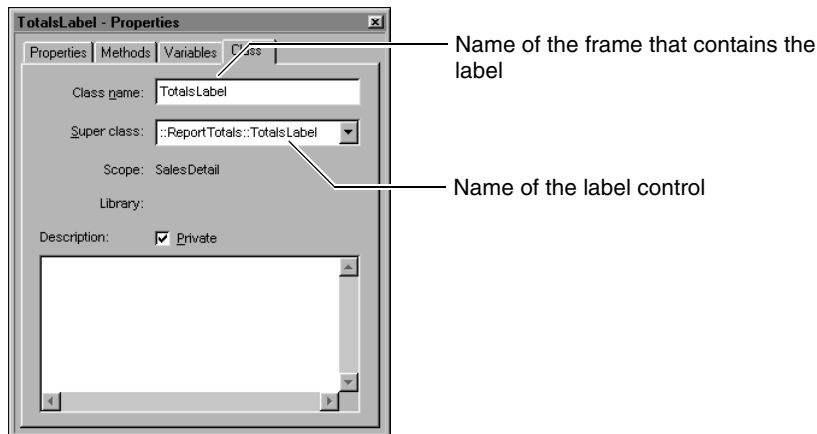 TotalsLabel - Properties
Properties Methods Variables Class
Name of the frame that contains the
label
Class name: TotalsLabel
Super class: ::ReportTotals::TotalsLabel
Name of the label control
Scope: SalesDetail
Library:
Description: Private